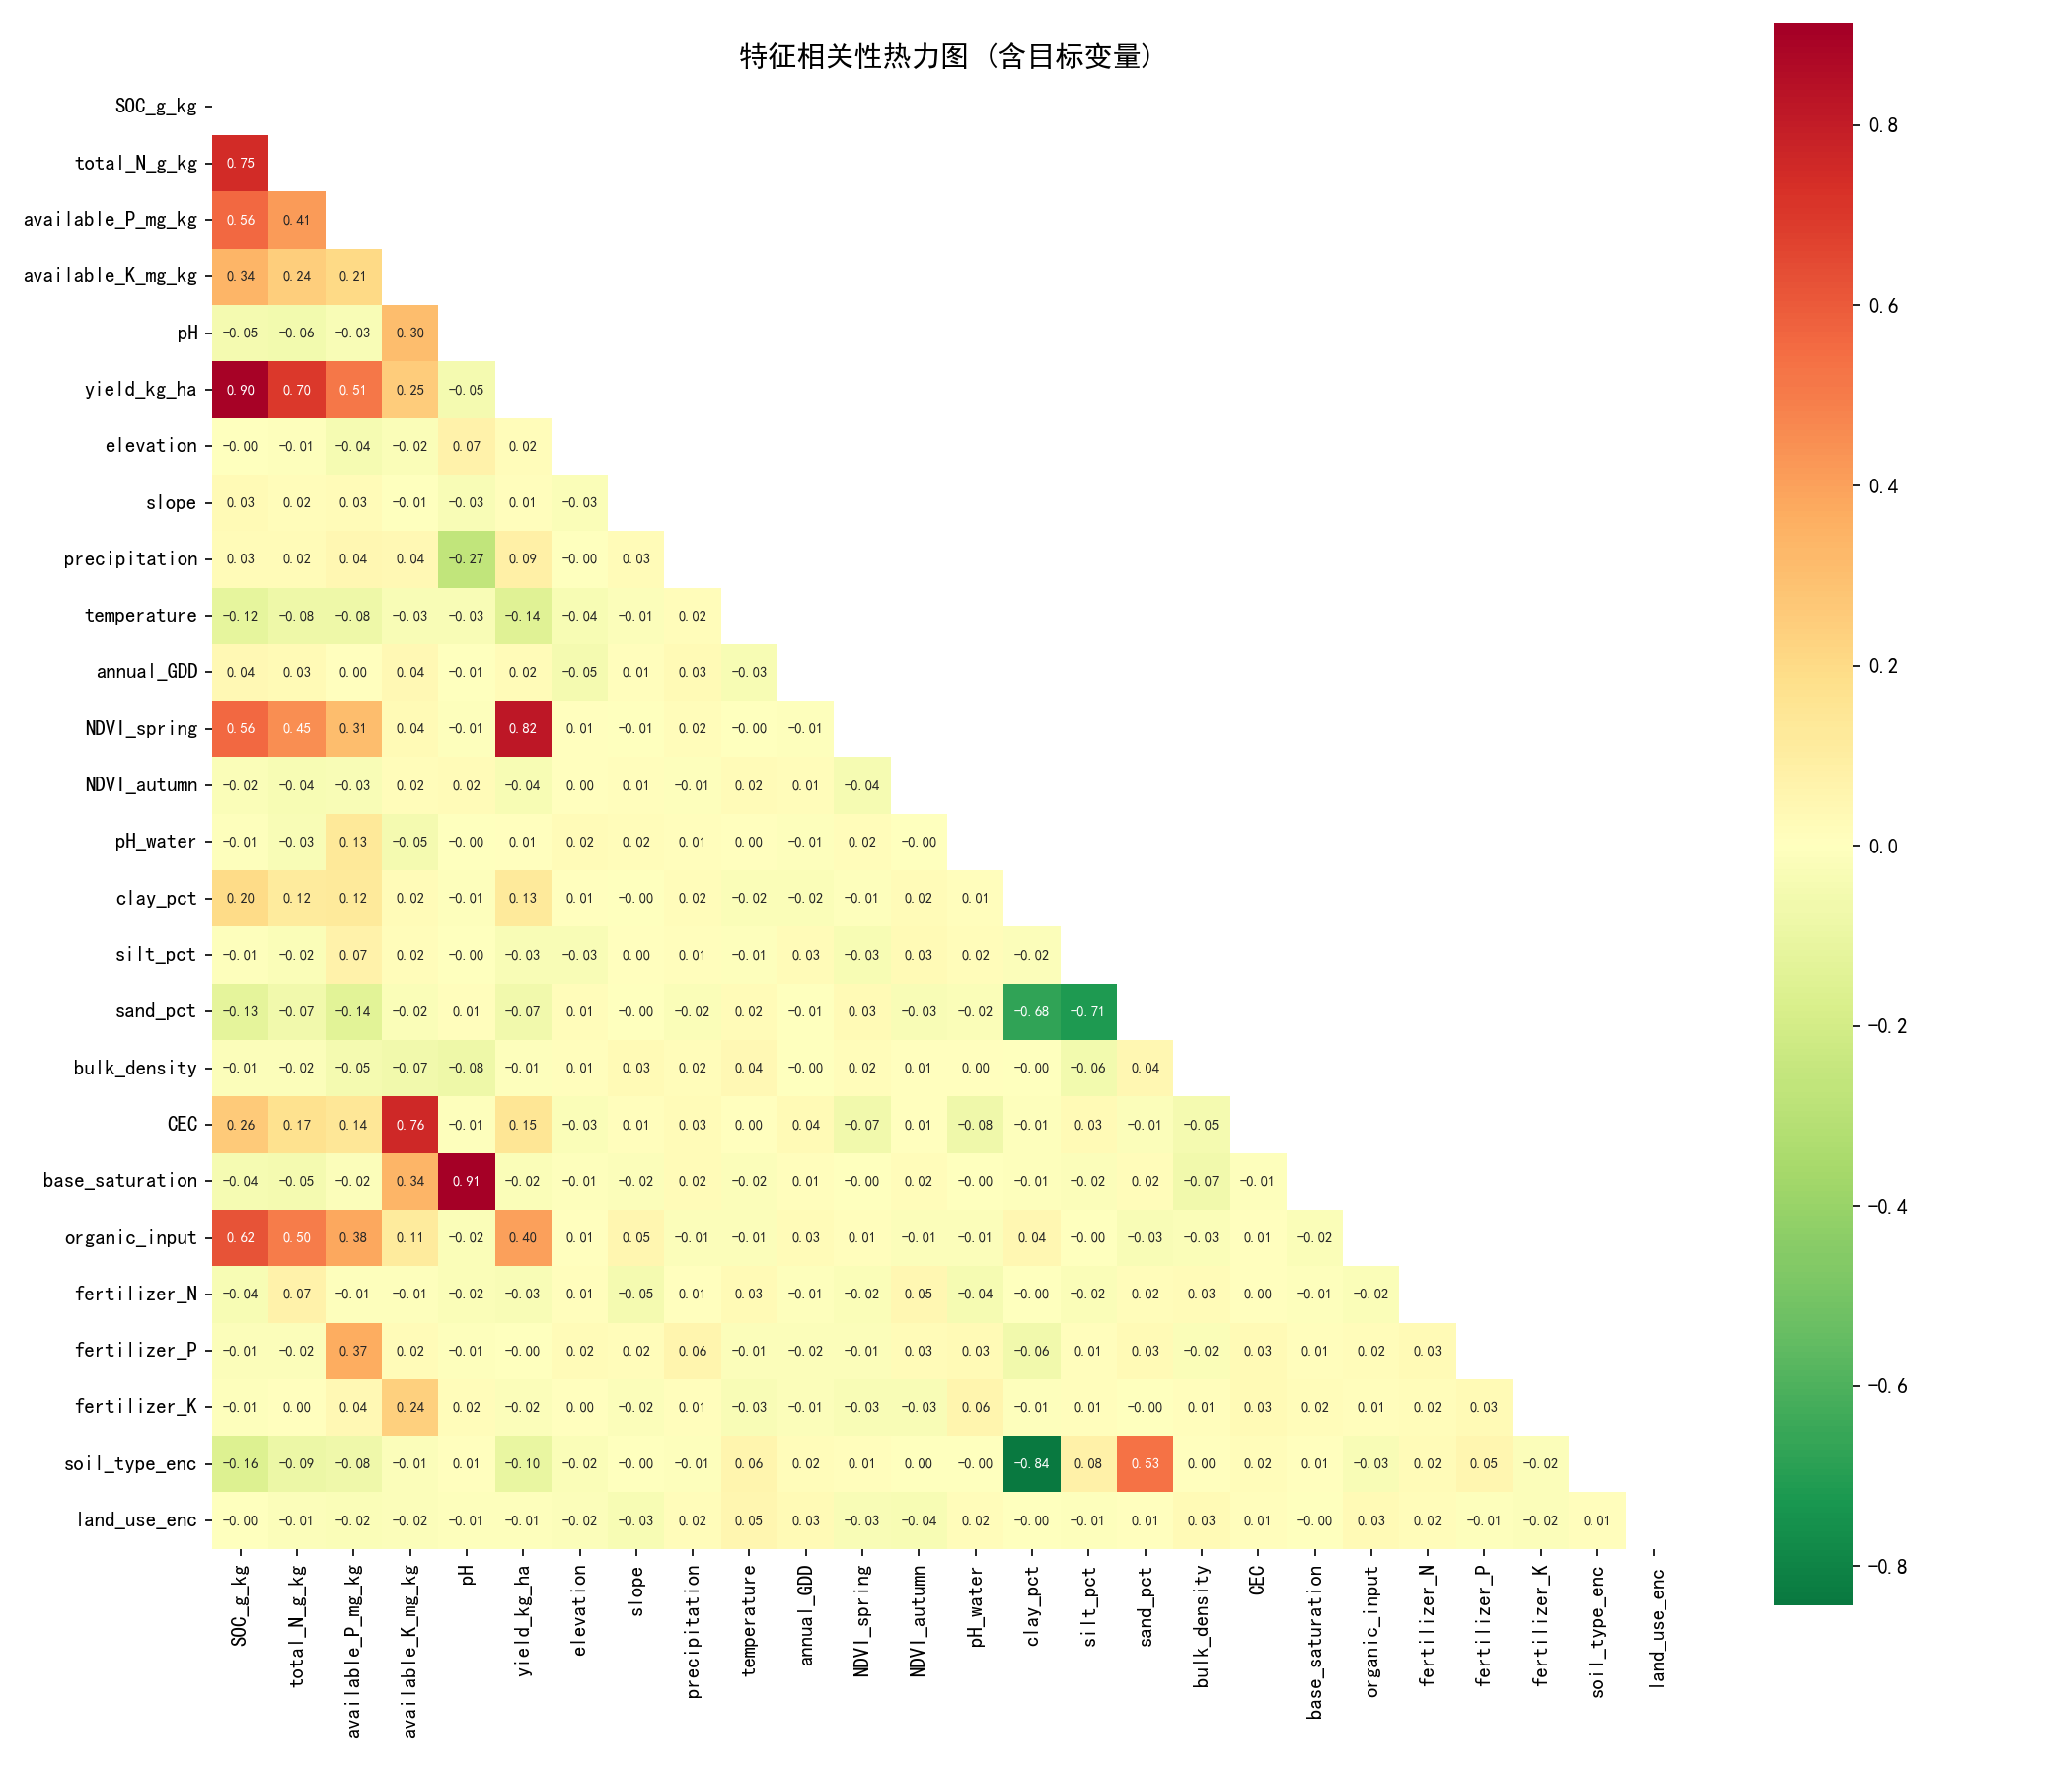 特征相关性热力图 (含目标变量)
SOC_g_kg
total_N_g_kg 0.75
available_P_mg_kg 0.56 0.41
available_K_mg_kg 0.34 0.24 0.21
pH -0.05 -0.06 -0.03 0.30
yield_kg_ha 0.90 0.70 0.51 0.25 -0.05
elevation -0.00 -0.01 -0.04 -0.02 0.07 0.02
slope 0.03 0.02 0.03 -0.01 -0.03 0.01 -0.03
precipitation 0.03 0.02 0.04 0.04 -0.27 0.09 -0.00 0.03
temperature -0.12 -0.08 -0.08 -0.03 -0.03 -0.14 -0.04 -0.01 0.02
annual_GDD 0.04 0.03 0.00 0.04 -0.01 0.02 -0.05 0.01 0.03 -0.03
NDVI_spring 0.56 0.45 0.31 0.04 -0.01 0.82 0.01 -0.01 0.02 -0.00 -0.01
NDVI_autumn -0.02 -0.04 -0.03 0.02 0.02 -0.04 0.00 0.01 -0.01 0.02 0.01 -0.04
pH_water -0.01 -0.03 0.13 -0.05 -0.00 0.01 0.02 0.02 0.01 0.00 -0.01 0.02 -0.00
clay_pct 0.20 0.12 0.12 0.02 -0.01 0.13 0.01 -0.00 0.02 -0.02 -0.02 -0.01 0.02 0.01
silt_pct -0.01 -0.02 0.07 0.02 -0.00 -0.03 -0.03 0.00 0.01 -0.01 0.03 -0.03 0.03 0.02 -0.02
sand_pct -0.13 -0.07 -0.14 -0.02 0.01 -0.07 0.01 -0.00 -0.02 0.02 -0.01 0.03 -0.03 -0.02 -0.68 -0.71
bulk_density -0.01 -0.02 -0.05 -0.07 -0.08 -0.01 0.01 0.03 0.02 0.04 -0.00 0.02 0.01 0.00 -0.00 -0.06 0.04
CEC 0.26 0.17 0.14 0.76 -0.01 0.15 -0.03 0.01 0.03 0.00 0.04 -0.07 0.01 -0.08 -0.01 0.03 -0.01 -0.05
base_saturation -0.04 -0.05 -0.02 0.34 0.91 -0.02 -0.01 -0.02 0.02 -0.02 0.01 -0.00 0.02 -0.00 -0.01 -0.02 0.02 -0.07 -0.01
organic_input 0.62 0.50 0.38 0.11 -0.02 0.40 0.01 0.05 -0.01 -0.01 0.03 0.01 -0.01 -0.01 0.04 -0.00 -0.03 -0.03 0.01 -0.02
fertilizer_N -0.04 0.07 -0.01 -0.01 -0.02 -0.03 0.01 -0.05 0.01 0.03 -0.01 -0.02 0.05 -0.04 -0.00 -0.02 0.02 0.03 0.00 -0.01 -0.02
fertilizer_P -0.01 -0.02 0.37 0.02 -0.01 -0.00 0.02 0.02 0.06 -0.01 -0.02 -0.01 0.03 0.03 -0.06 0.01 0.03 -0.02 0.03 0.01 0.02 0.03
fertilizer_K -0.01 0.00 0.04 0.24 0.02 -0.02 0.00 -0.02 0.01 -0.03 -0.01 -0.03 -0.03 0.06 -0.01 0.01 -0.00 0.01 0.03 0.02 0.01 0.02 0.03
soil_type_enc -0.16 -0.09 -0.08 -0.01 0.01 -0.10 -0.02 -0.00 -0.01 0.06 0.02 0.01 0.00 -0.00 -0.84 0.08 0.53 0.00 0.02 0.01 -0.03 0.02 0.05 -0.02
land_use_enc -0.00 -0.01 -0.02 -0.02 -0.01 -0.01 -0.02 -0.03 0.02 0.05 0.03 -0.03 -0.04 0.02 -0.00 -0.01 0.01 0.03 0.01 -0.00 0.03 0.02 -0.01 -0.02 0.01
SOC_g_kg
total_N_g_kg
available_P_mg_kg
available_K_mg_kg
pH
yield_kg_ha
elevation
slope
precipitation
temperature
annual_GDD
NDVI_spring
NDVI_autumn
pH_water
clay_pct
silt_pct
sand_pct
bulk_density
CEC
base_saturation
organic_input
fertilizer_N
fertilizer_P
fertilizer_K
soil_type_enc
land_use_enc
0.8
0.6
0.4
0.2
0.0
-0.2
-0.4
-0.6
-0.8